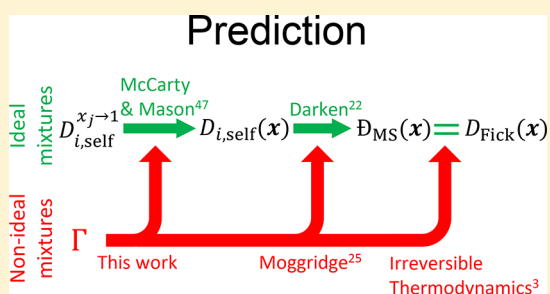 Prediction
Ideal
mixtures
McCarty
& Mason⁴⁷
Darken²²
D_{i,self}^{x_j→1}
D_{i,self}(x)
Đ_MS(x) = D_Fick(x)
Non-ideal
mixtures
Γ
This work
Moggridge²⁵
Irreversible
Thermodynamics³